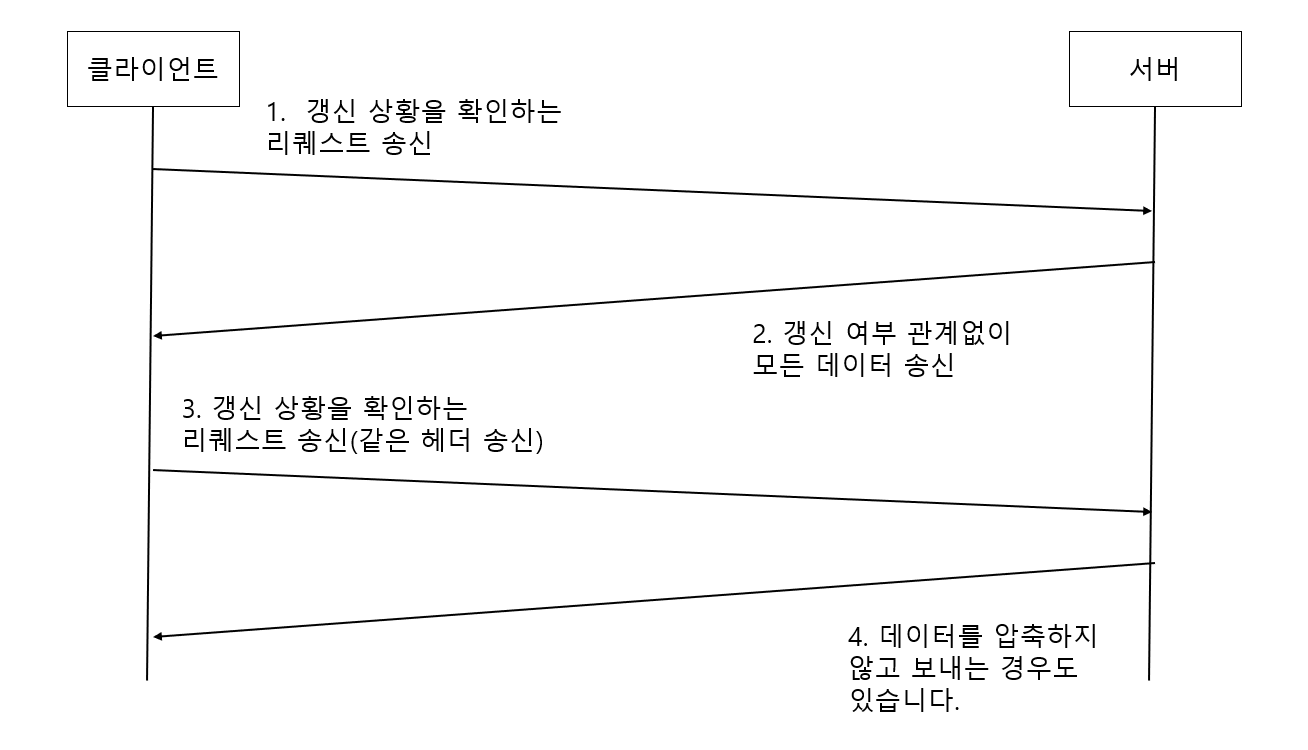 클라이언트
서버
1.  갱신 상황을 확인하는
리퀘스트 송신
2. 갱신 여부 관계없이
모든 데이터 송신
3. 갱신 상황을 확인하는
리퀘스트 송신(같은 헤더 송신)
4. 데이터를 압축하지
않고 보내는 경우도
있습니다.